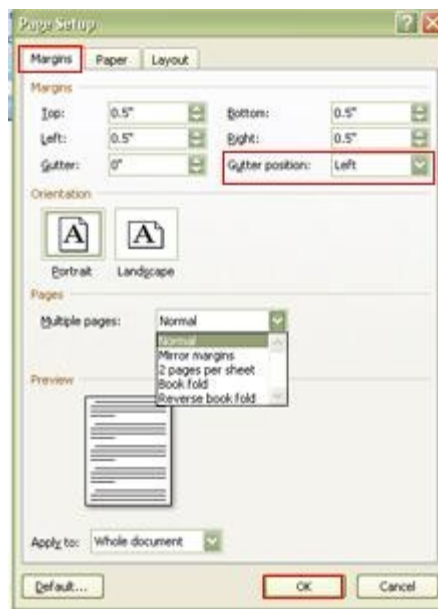 Page Setup
Margins Paper Layout
Margins
Top: 0.5" Bottom: 0.5"
Left: 0.5" Right: 0.5"
Gutter: 0" Gutter position: Left
Orientation
A A
Portrait Landscape
Pages
Multiple pages: Normal
Normal
Mirror margins
2 pages per sheet
Book fold
Reverse book fold
Preview
Apply to: Whole document
Default... OK Cancel